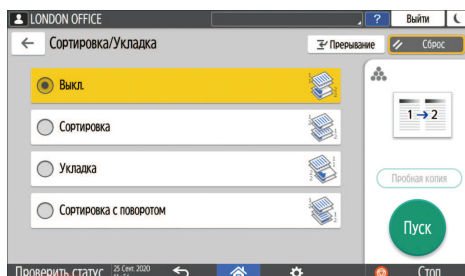 LONDON OFFICE
? Выйти
Сортировка/Укладка
Прерывание
Сброс
Выкл.
Сортировка
1→2
Укладка
Пробная копия
Сортировка с поворотом
Пуск
Проверить статус
25 Сент. 2020
Стоп